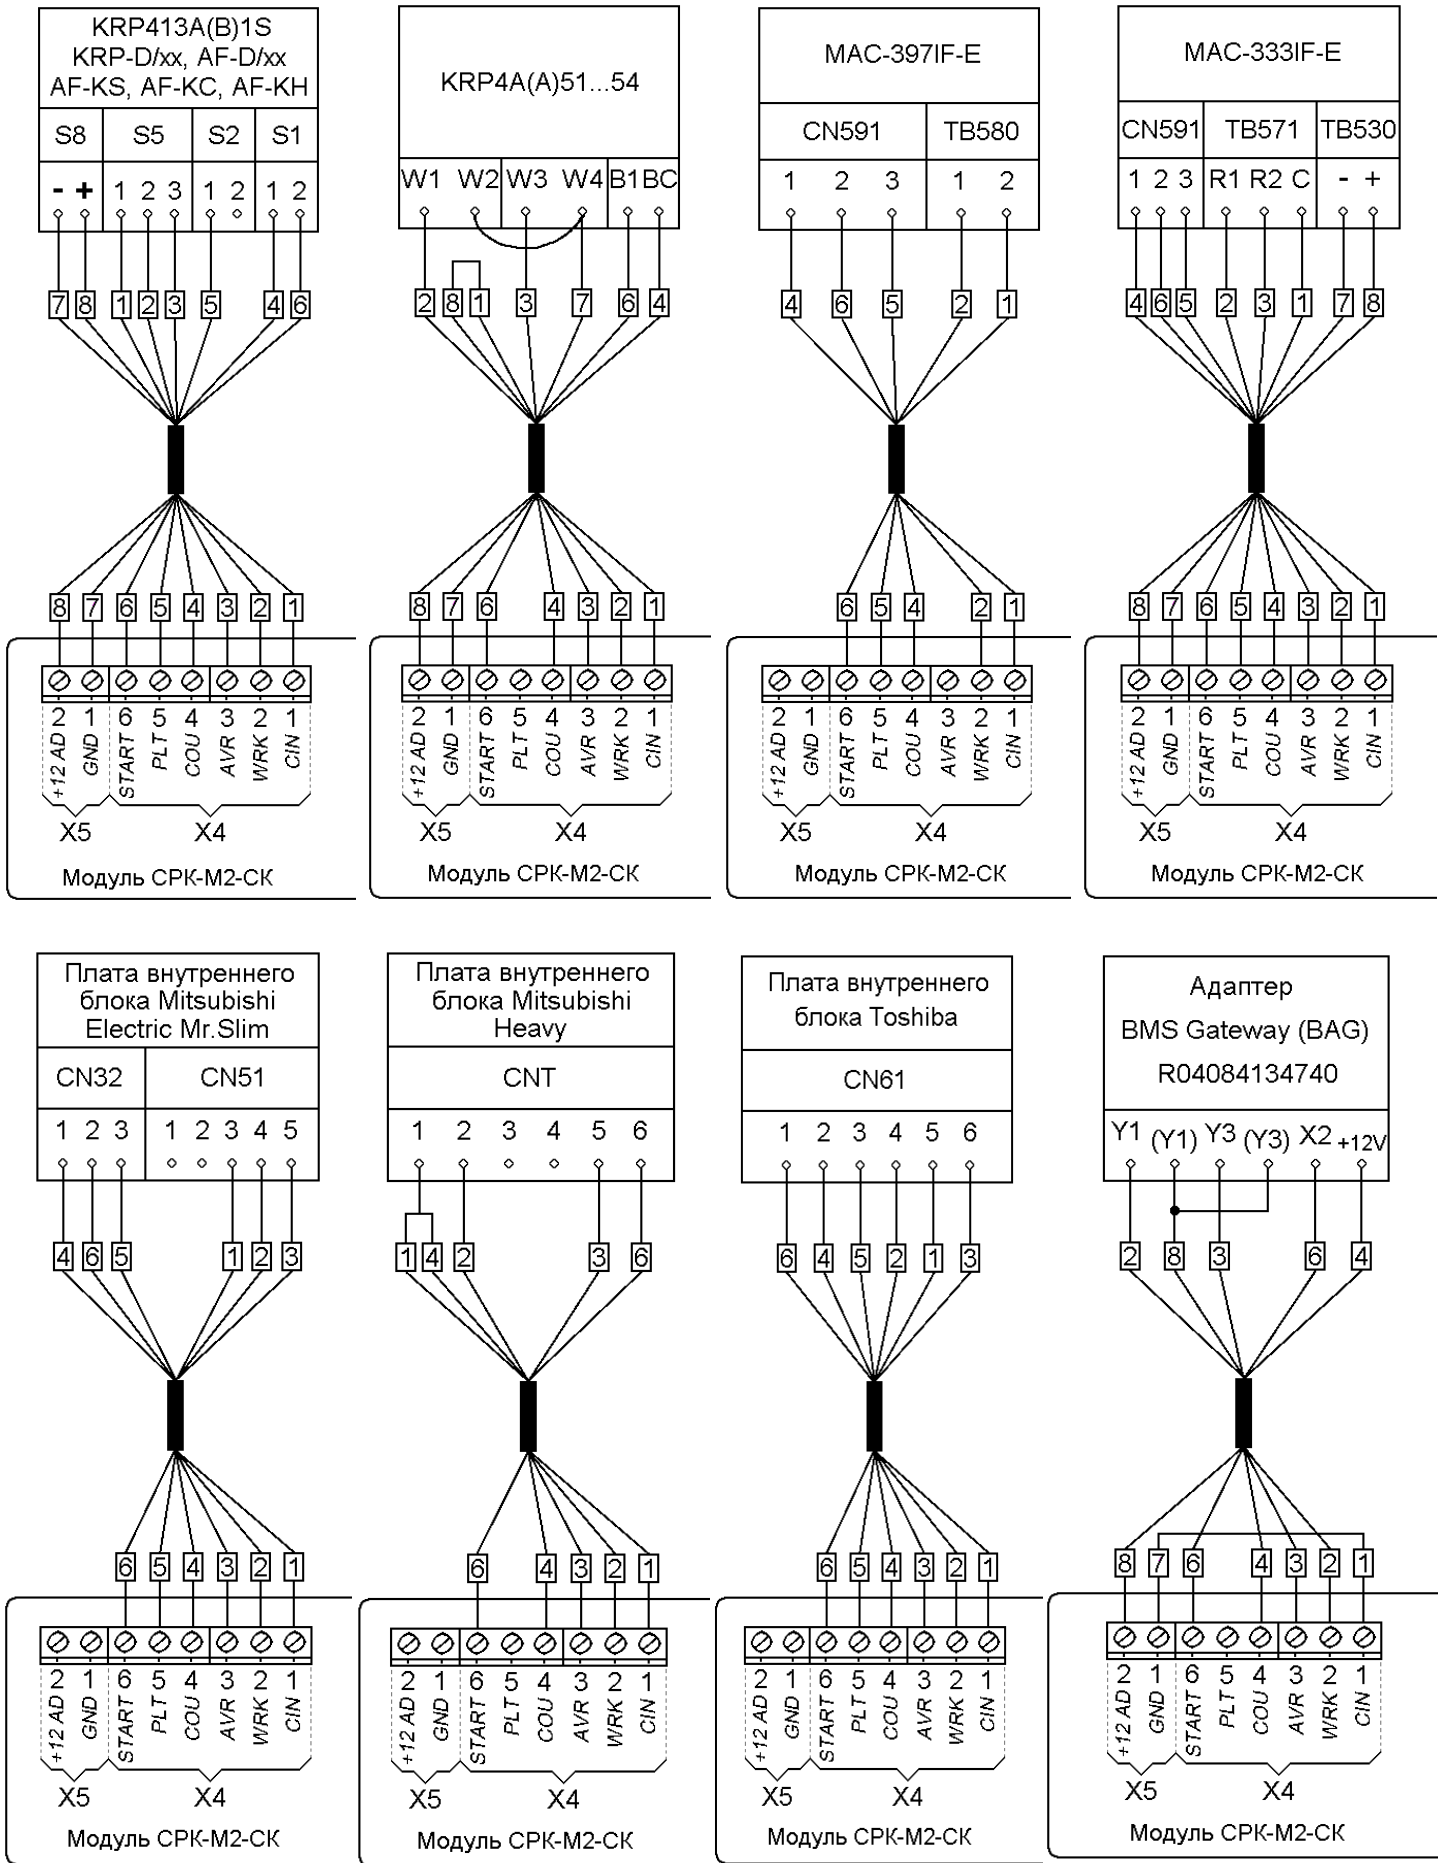 KRP413A(B)1S
KRP-D/xx, AF-D/xx
AF-KS, AF-KC, AF-KH
S8 S5 S2 S1
- + 1 2 3 1 2 1 2
7 8 1 2 3 5 4 6
8 7 6 5 4 3 2 1
2 1 6 5 4 3 2 1
+12 AD GND START PLT COU AVR WRK CIN
X5 X4
Модуль СРК-М2-СК
KRP4A(A)51...54
W1 W2 W3 W4 B1 BC
2 8 1 3 7 6 4
8 7 6 4 3 2 1
2 1 6 5 4 3 2 1
+12 AD GND START PLT COU AVR WRK CIN
X5 X4
Модуль СРК-М2-СК
MAC-397IF-E
CN591 TB580
1 2 3 1 2
4 6 5 2 1
6 5 4 2 1
2 1 6 5 4 3 2 1
+12 AD GND START PLT COU AVR WRK CIN
X5 X4
Модуль СРК-М2-СК
MAC-333IF-E
CN591 TB571 TB530
1 2 3 R1 R2 C - +
4 6 5 2 3 1 7 8
8 7 6 5 4 3 2 1
2 1 6 5 4 3 2 1
+12 AD GND START PLT COU AVR WRK CIN
X5 X4
Модуль СРК-М2-СК
Плата внутреннего
блока Mitsubishi
Electric Mr.Slim
CN32 CN51
1 2 3 1 2 3 4 5
4 6 5 1 2 3
6 5 4 3 2 1
2 1 6 5 4 3 2 1
+12 AD GND START PLT COU AVR WRK CIN
X5 X4
Модуль СРК-М2-СК
Плата внутреннего
блока Mitsubishi
Heavy
CNT
1 2 3 4 5 6
1 4 2 3 6
6 4 3 2 1
2 1 6 5 4 3 2 1
+12 AD GND START PLT COU AVR WRK CIN
X5 X4
Модуль СРК-М2-СК
Плата внутреннего
блока Toshiba
CN61
1 2 3 4 5 6
6 4 5 2 1 3
6 5 4 3 2 1
2 1 6 5 4 3 2 1
+12 AD GND START PLT COU AVR WRK CIN
X5 X4
Модуль СРК-М2-СК
Адаптер
BMS Gateway (BAG)
R04084134740
Y1 (Y1) Y3 (Y3) X2 +12V
2 8 3 6 4
8 7 6 4 3 2 1
2 1 6 5 4 3 2 1
+12 AD GND START PLT COU AVR WRK CIN
X5 X4
Модуль СРК-М2-СК